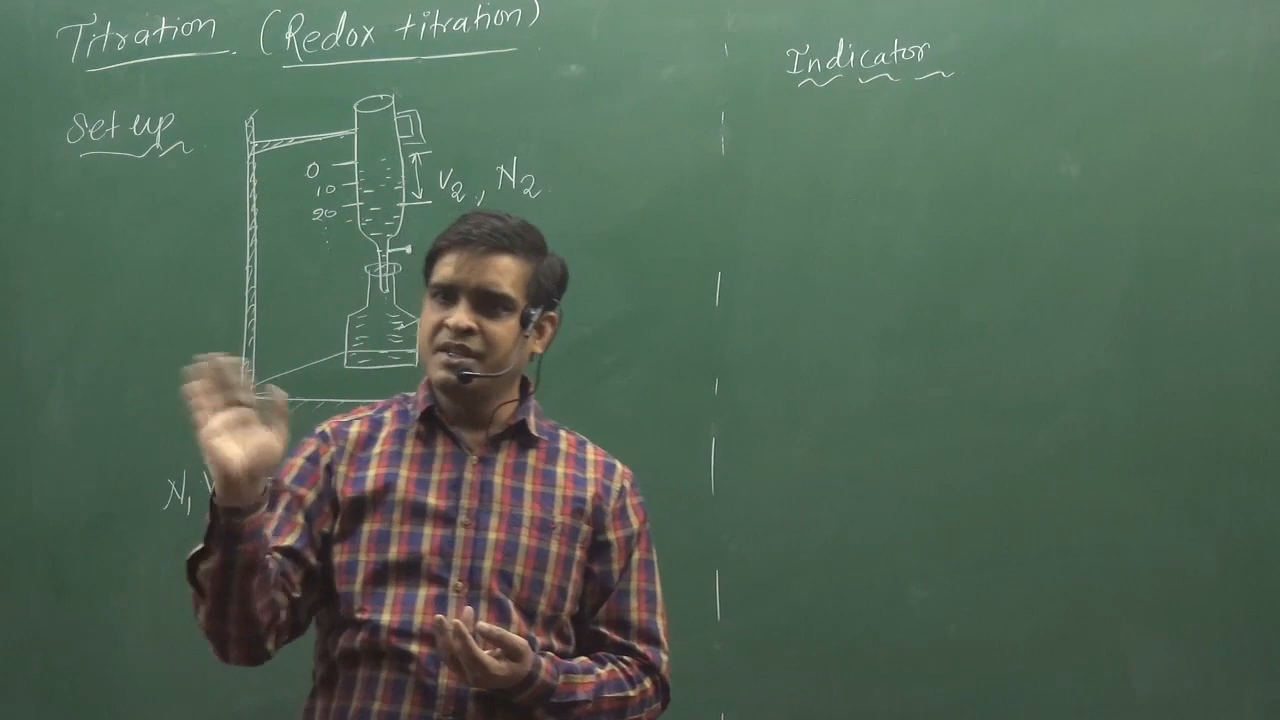 Titration (Redox titration)
Set up
0
10
20
V2, N2
N1
Indicator